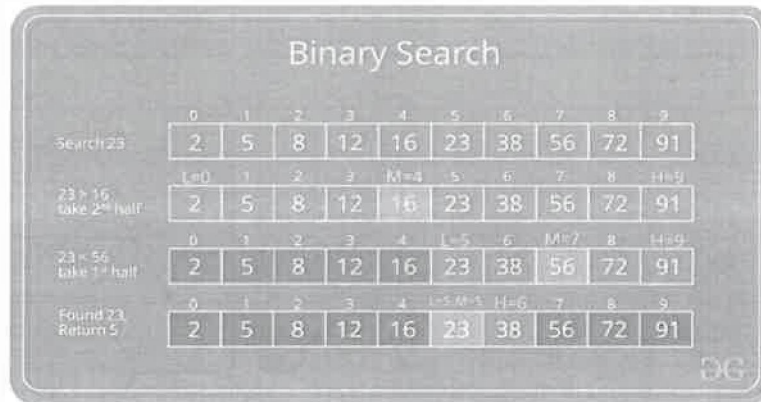 Binary Search
0 1 2 3 4 5 6 7 8 9
Search 23
2 5 8 12 16 23 38 56 72 91
L=0 1 2 3 M=4 5 6 7 8 H=9
23 > 16,
take 2nd half
2 5 8 12 16 23 38 56 72 91
0 1 2 3 4 L=5 6 M=7 8 H=9
23 < 56,
take 1st half
2 5 8 12 16 23 38 56 72 91
0 1 2 3 4 L=5, M=5 H=6 7 8 9
Found 23,
Return 5
2 5 8 12 16 23 38 56 72 91